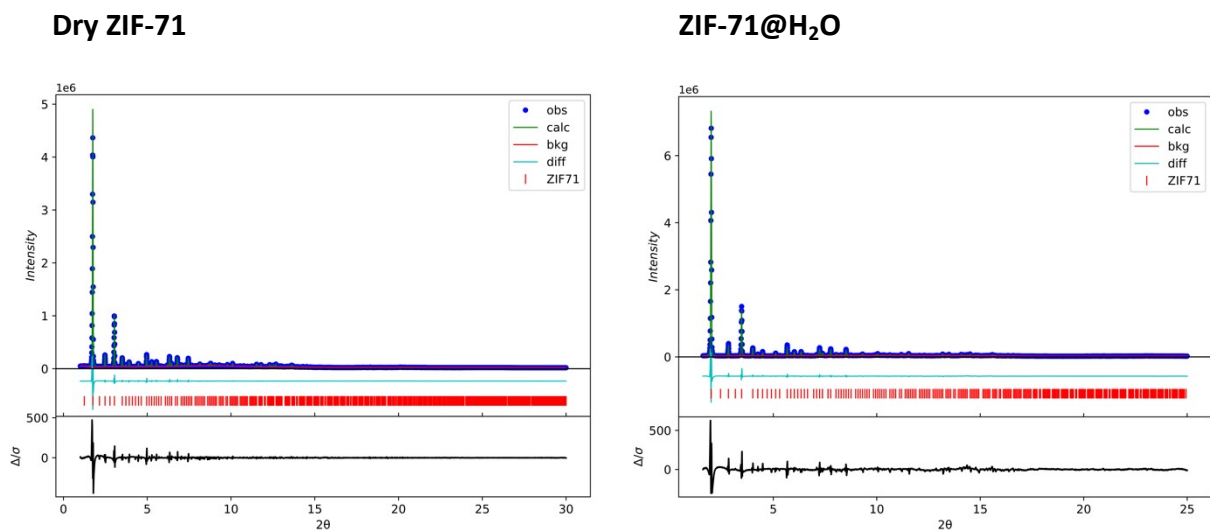 Dry ZIF-71
ZIF-71@H₂O
1e6
5
4
3
2
1
0
Intensity
obs
calc
bkg
diff
ZIF71
500
0
Δ/σ
0
5
10
15
20
25
30
2θ
1e6
6
4
2
0
Intensity
obs
calc
bkg
diff
ZIF71
500
0
Δ/σ
5
10
15
20
25
2θ